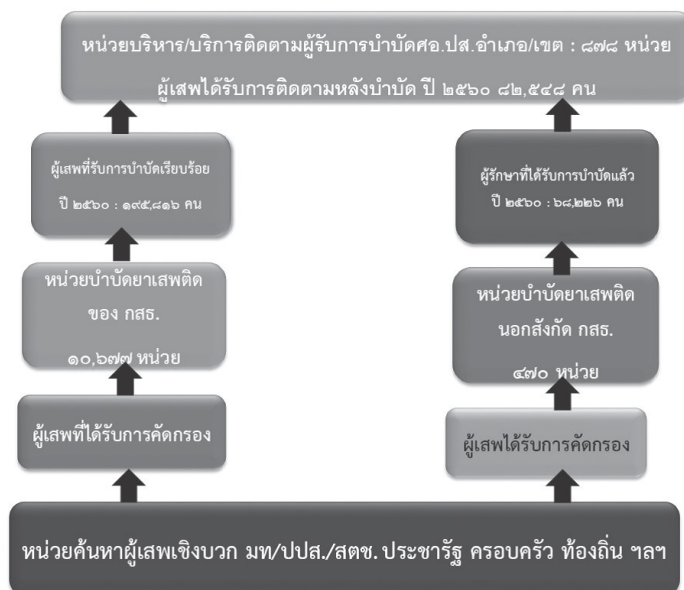 หน่วยบริหาร/บริการติดตามผู้รับการบำบัดศอ.ปส.อำเภอ/เขต : ๘๗๘ หน่วย
ผู้เสพได้รับการติดตามหลังบำบัด ปี ๒๕๖๐ ๘๒,๕๔๘ คน
ผู้เสพที่รับการบำบัดเรียบร้อย
ปี ๒๕๖๐ : ๑๙๕,๘๑๖ คน
ผู้รักษาที่ได้รับการบำบัดแล้ว
ปี ๒๕๖๐ : ๖๘,๒๒๖ คน
หน่วยบำบัดยาเสพติด
ของ กสธ.
๑๐,๖๗๗ หน่วย
หน่วยบำบัดยาเสพติด
นอกสังกัด กสธ.
๔๗๐ หน่วย
ผู้เสพที่ได้รับการคัดกรอง
ผู้เสพได้รับการคัดกรอง
หน่วยค้นหาผู้เสพเชิงบวก มท/ปปส./สตช. ประชารัฐ ครอบครัว ท้องถิ่น ฯลฯ